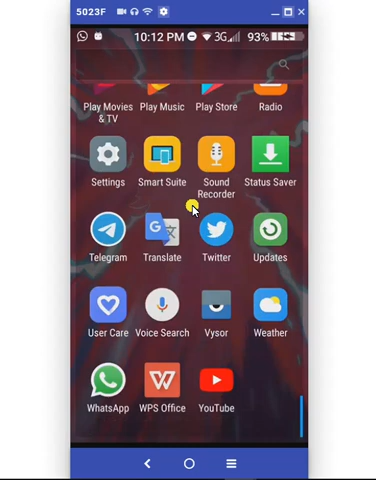 5023F
10:12 PM 3G 93%
Play Movies & TV
Play Music
Play Store
Radio
Settings
Smart Suite
Sound Recorder
Status Saver
Telegram
Translate
Twitter
Updates
User Care
Voice Search
Vysor
Weather
WhatsApp
WPS Office
YouTube